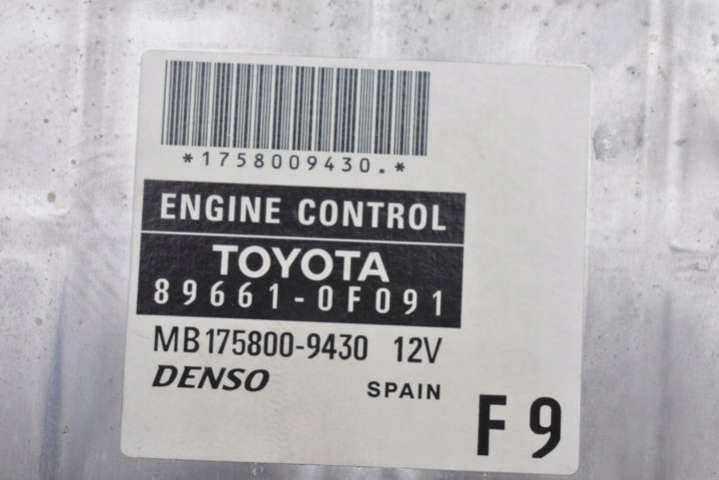 *1758009430.*
ENGINE CONTROL
TOYOTA
89661-0F091
MB175800-9430 12V
DENSO SPAIN
F9